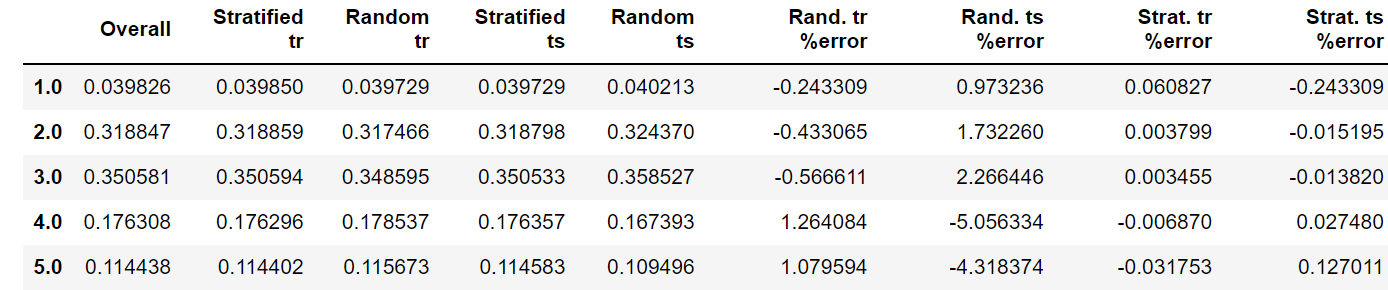 Overall Stratified tr Random tr Stratified ts Random ts Rand. tr %error Rand. ts %error Strat. tr %error Strat. ts %error
1.0 0.039826 0.039850 0.039729 0.039729 0.040213 -0.243309 0.973236 0.060827 -0.243309
2.0 0.318847 0.318859 0.317466 0.318798 0.324370 -0.433065 1.732260 0.003799 -0.015195
3.0 0.350581 0.350594 0.348595 0.350533 0.358527 -0.566611 2.266446 0.003455 -0.013820
4.0 0.176308 0.176296 0.178537 0.176357 0.167393 1.264084 -5.056334 -0.006870 0.027480
5.0 0.114438 0.114402 0.115673 0.114583 0.109496 1.079594 -4.318374 -0.031753 0.127011